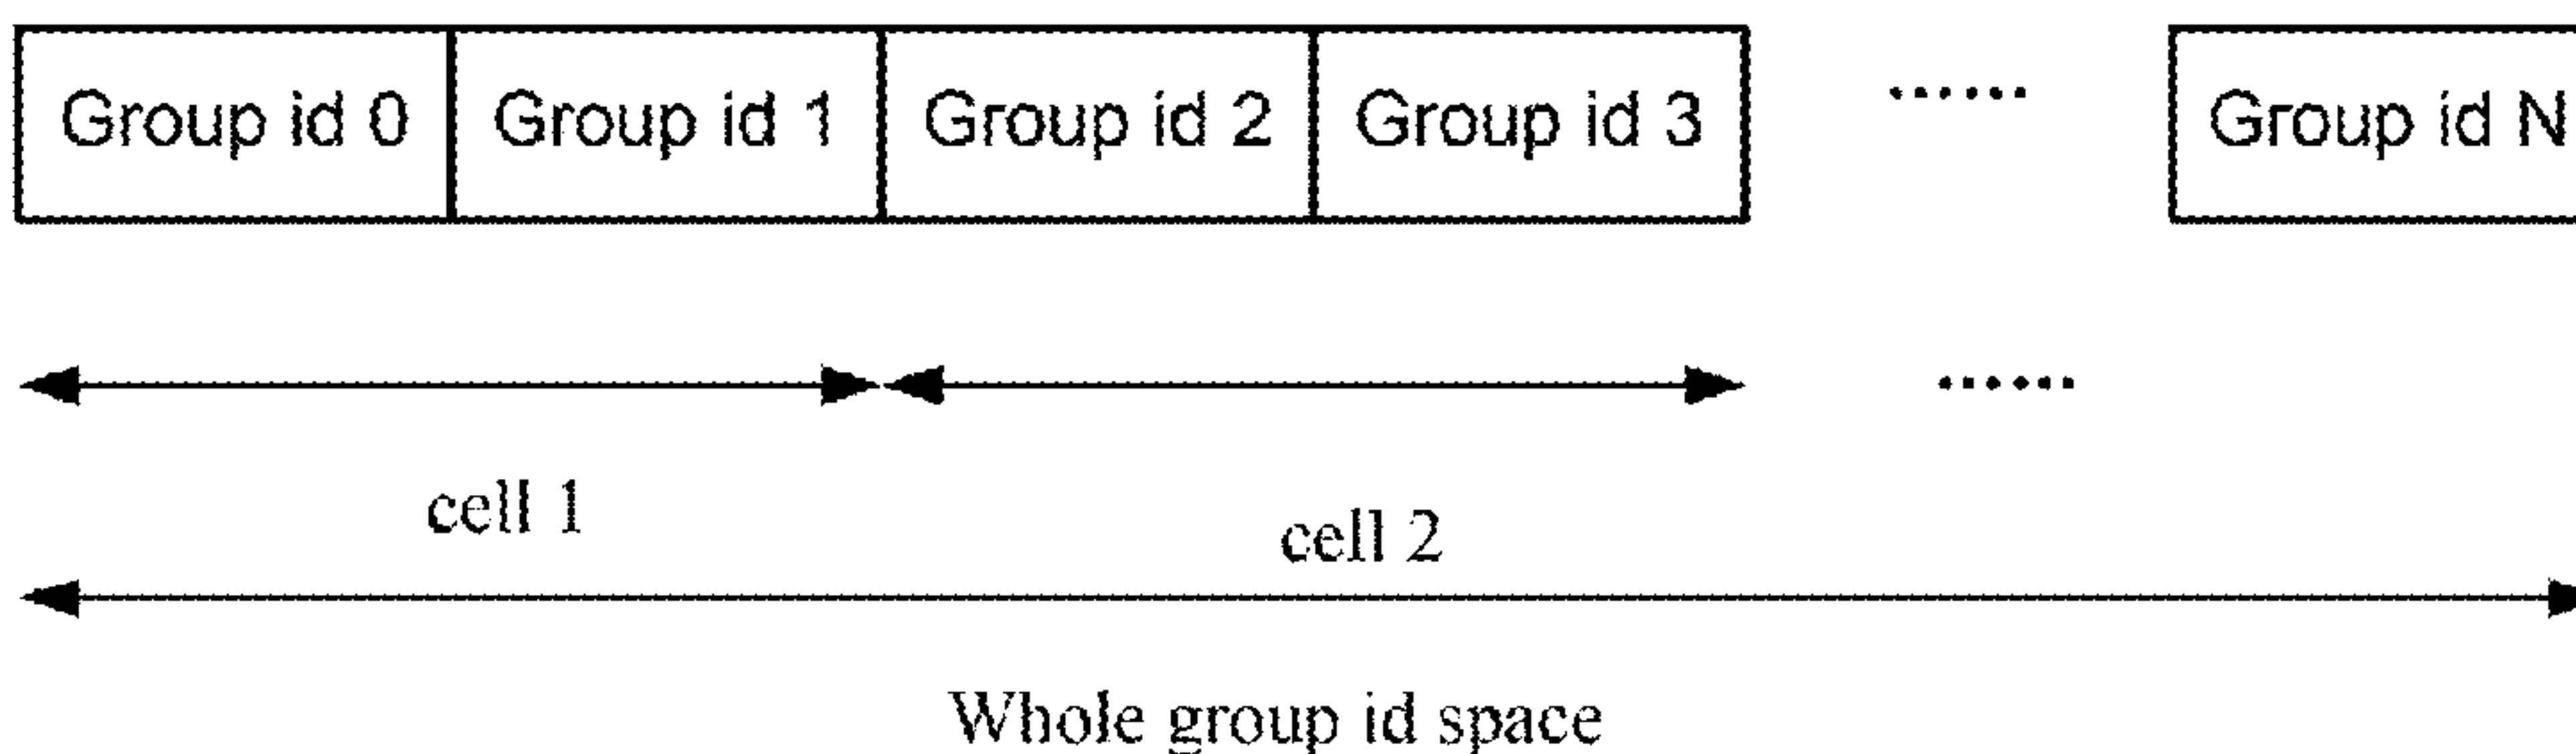 Group id 0 Group id 1 Group id 2 Group id 3 ...... Group id N
......
cell 1
cell 2
Whole group id space